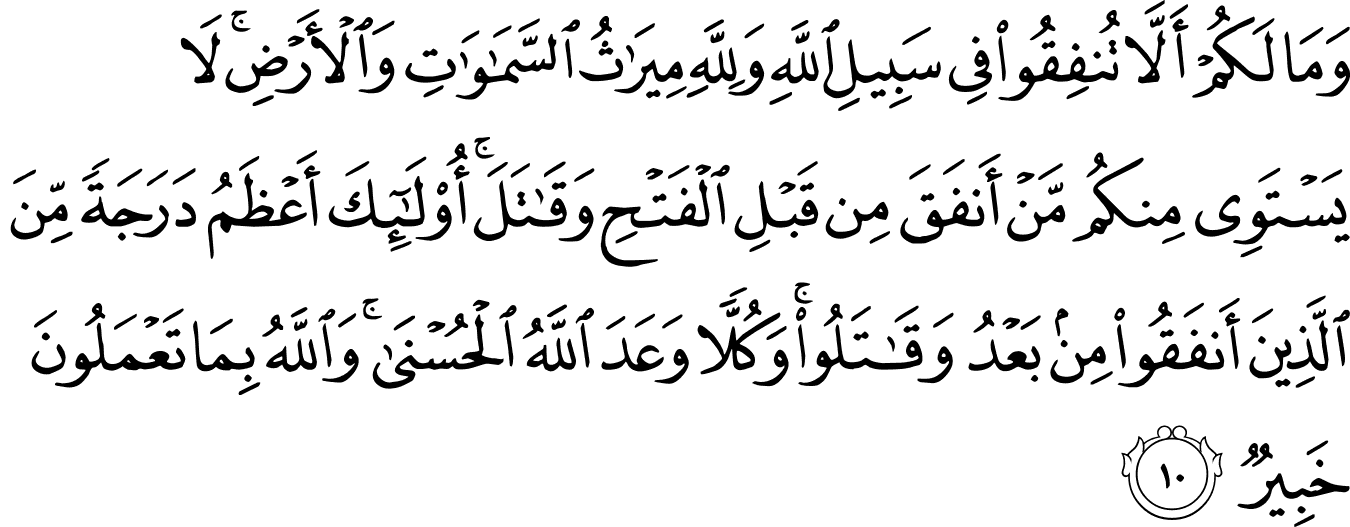 وَمَا لَكُمْ أَلَّا تُنفِقُوا۟ فِى سَبِيلِ ٱللَّهِ وَلِلَّهِ مِيرَٰثُ ٱلسَّمَـٰوَٰتِ وَٱلْأَرْضِ ۚ لَا
يَسْتَوِى مِنكُم مَّنْ أَنفَقَ مِن قَبْلِ ٱلْفَتْحِ وَقَـٰتَلَ ۚ أُو۟لَـٰٓئِكَ أَعْظَمُ دَرَجَةً مِّنَ
ٱلَّذِينَ أَنفَقُوا۟ مِنۢ بَعْدُ وَقَـٰتَلُوا۟ ۚ وَكُلًّا وَعَدَ ٱللَّهُ ٱلْحُسْنَىٰ ۚ وَٱللَّهُ بِمَا تَعْمَلُونَ
خَبِيرٌ ١٠